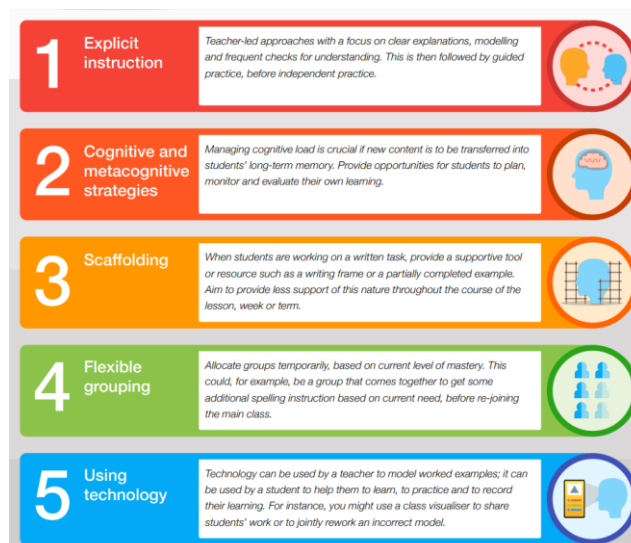 1
Explicit
instruction
Teacher-led approaches with a focus on clear explanations, modelling
and frequent checks for understanding. This is then followed by guided
practice, before independent practice.
2
Cognitive and
metacognitive
strategies
Managing cognitive load is crucial if new content is to be transferred into
students' long-term memory. Provide opportunities for students to plan,
monitor and evaluate their own learning.
3
Scaffolding
When students are working on a written task, provide a supportive tool
or resource such as a writing frame or a partially completed example.
Aim to provide less support of this nature throughout the course of the
lesson, week or term.
4
Flexible
grouping
Allocate groups temporarily, based on current level of mastery. This
could, for example, be a group that comes together to get some
additional spelling instruction based on current need, before re-joining
the main class.
5
Using
technology
Technology can be used by a teacher to model worked examples; it can
be used by a student to help them to learn, to practice and to record
their learning. For instance, you might use a class visualiser to share
students' work or to jointly rework an incorrect model.